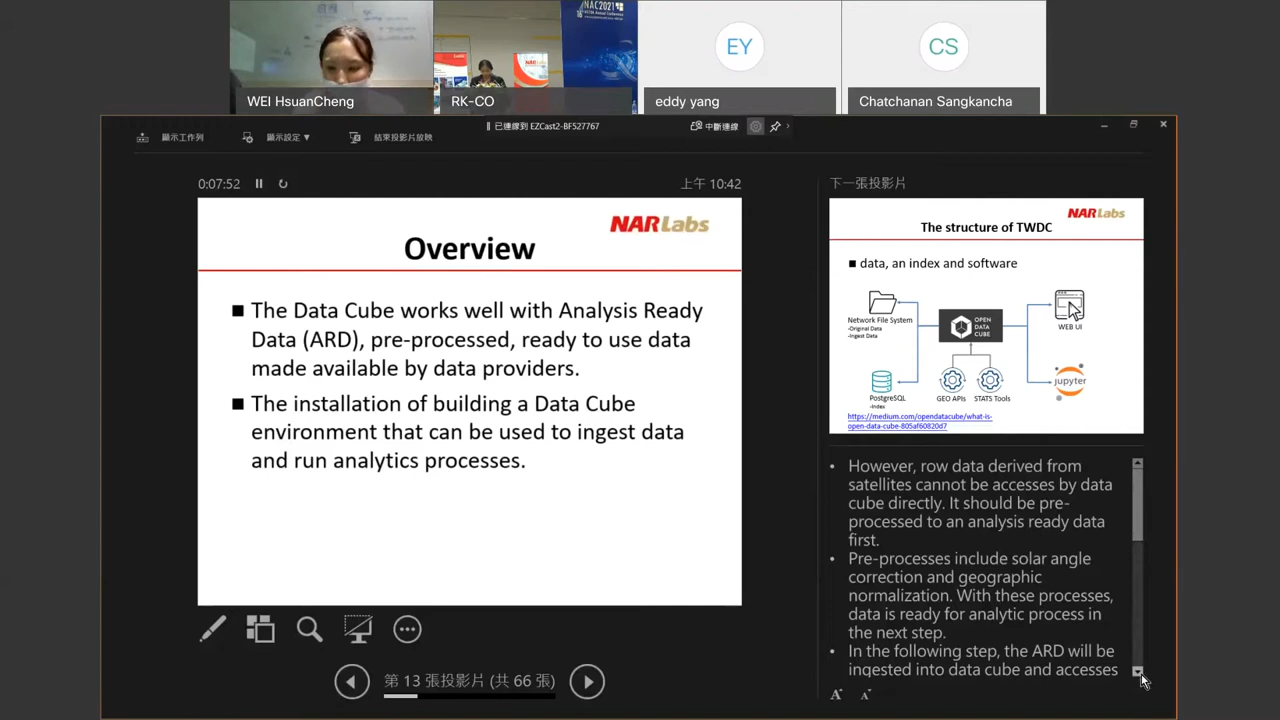 NAC2021
EY
CS
WEI HsuanCheng
RK-CO
eddy yang
Chatchanan Sangkancha
已連線到 EZCast2-BF527767
中斷連線
顯示工作列
顯示設定 ▼
結束投影片放映
0:07:52
上午 10:42
NARLabs
Overview
■ The Data Cube works well with Analysis Ready
Data (ARD), pre-processed, ready to use data
made available by data providers.
■ The installation of building a Data Cube
environment that can be used to ingest data
and run analytics processes.
第 13 張投影片 (共 66 張)
下一張投影片
NARLabs
The structure of TWDC
■ data, an index and software
Network File System
-Original Data
-Ingest Data
OPEN
DATA
CUBE
WEB UI
PostgreSQL
-Index
GEO APIs
STATS Tools
jupyter
https://medium.com/opendatacube/what-is-
open-data-cube-805af60820d7
• However, row data derived from
satellites cannot be accesses by data
cube directly. It should be pre-
processed to an analysis ready data
first.
• Pre-processes include solar angle
correction and geographic
normalization. With these processes,
data is ready for analytic process in
the next step.
• In the following step, the ARD will be
ingested into data cube and accesses
A
A